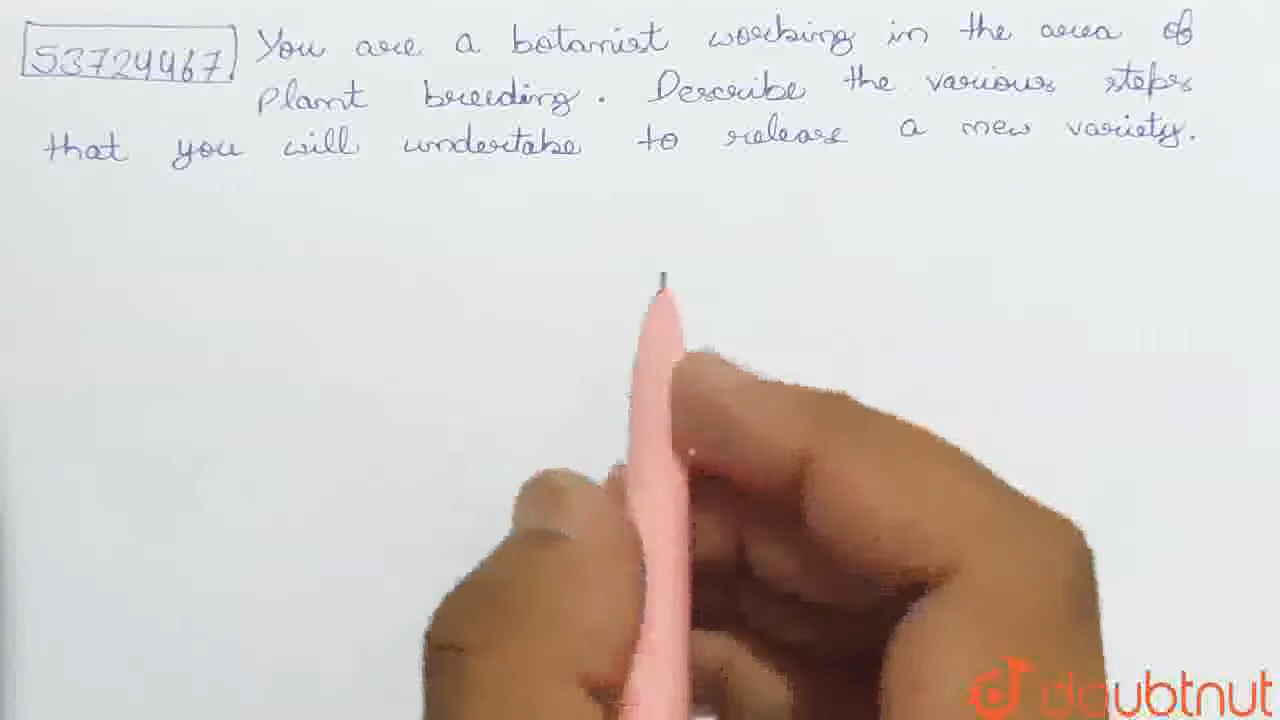 53724467 You are a botanist working in the area of
plant breeding. Describe the various steps
that you will undertake to release a new variety.
doubtnut